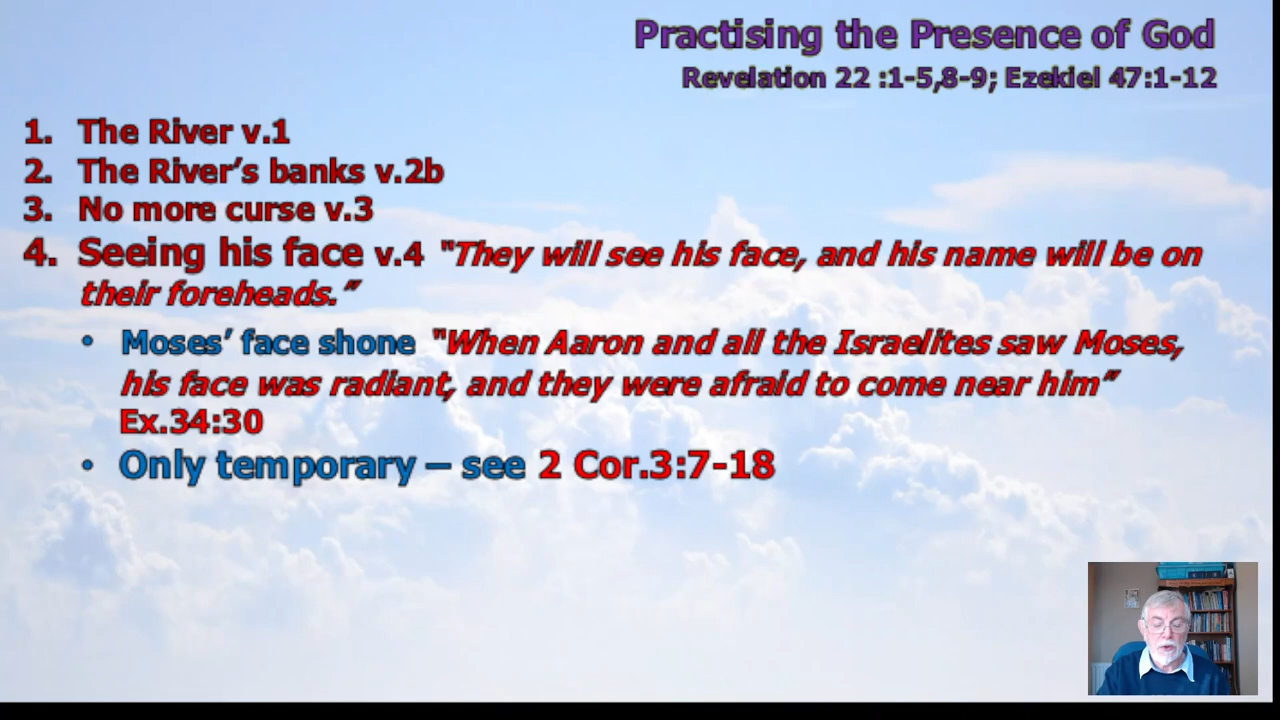 Practising the Presence of God
Revelation 22 :1-5,8-9; Ezekiel 47:1-12
1. The River v.1
2. The River’s banks v.2b
3. No more curse v.3
4. Seeing his face v.4 “They will see his face, and his name will be on
their foreheads.”
• Moses’ face shone “When Aaron and all the Israelites saw Moses,
his face was radiant, and they were afraid to come near him”
Ex.34:30
• Only temporary – see 2 Cor.3:7-18